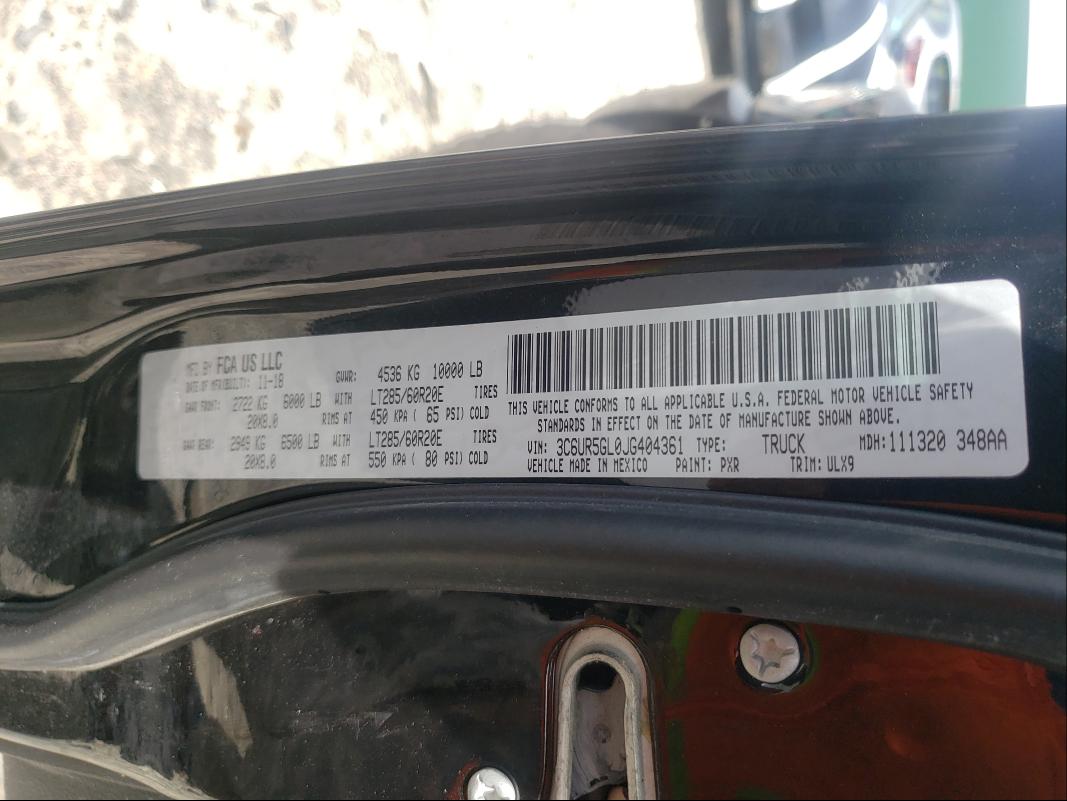 MFD BY FCA US LLC
DATE OF MFR(BUILT): 11-18 GVWR: 4536 KG 10000 LB
GAWR FRONT: 2722 KG 6000 LB WITH LT285/60R20E TIRES
20X8.0 RIMS AT 450 KPA ( 65 PSI) COLD
GAWR REAR: 2949 KG 6500 LB WITH LT285/60R20E TIRES
20X8.0 RIMS AT 550 KPA ( 80 PSI) COLD
THIS VEHICLE CONFORMS TO ALL APPLICABLE U.S.A. FEDERAL MOTOR VEHICLE SAFETY
STANDARDS IN EFFECT ON THE DATE OF MANUFACTURE SHOWN ABOVE.
VIN: 3C6UR5GL0JG404361 TYPE: TRUCK MDH: 111320 348AA
VEHICLE MADE IN MEXICO PAINT: PXR TRIM: ULX9